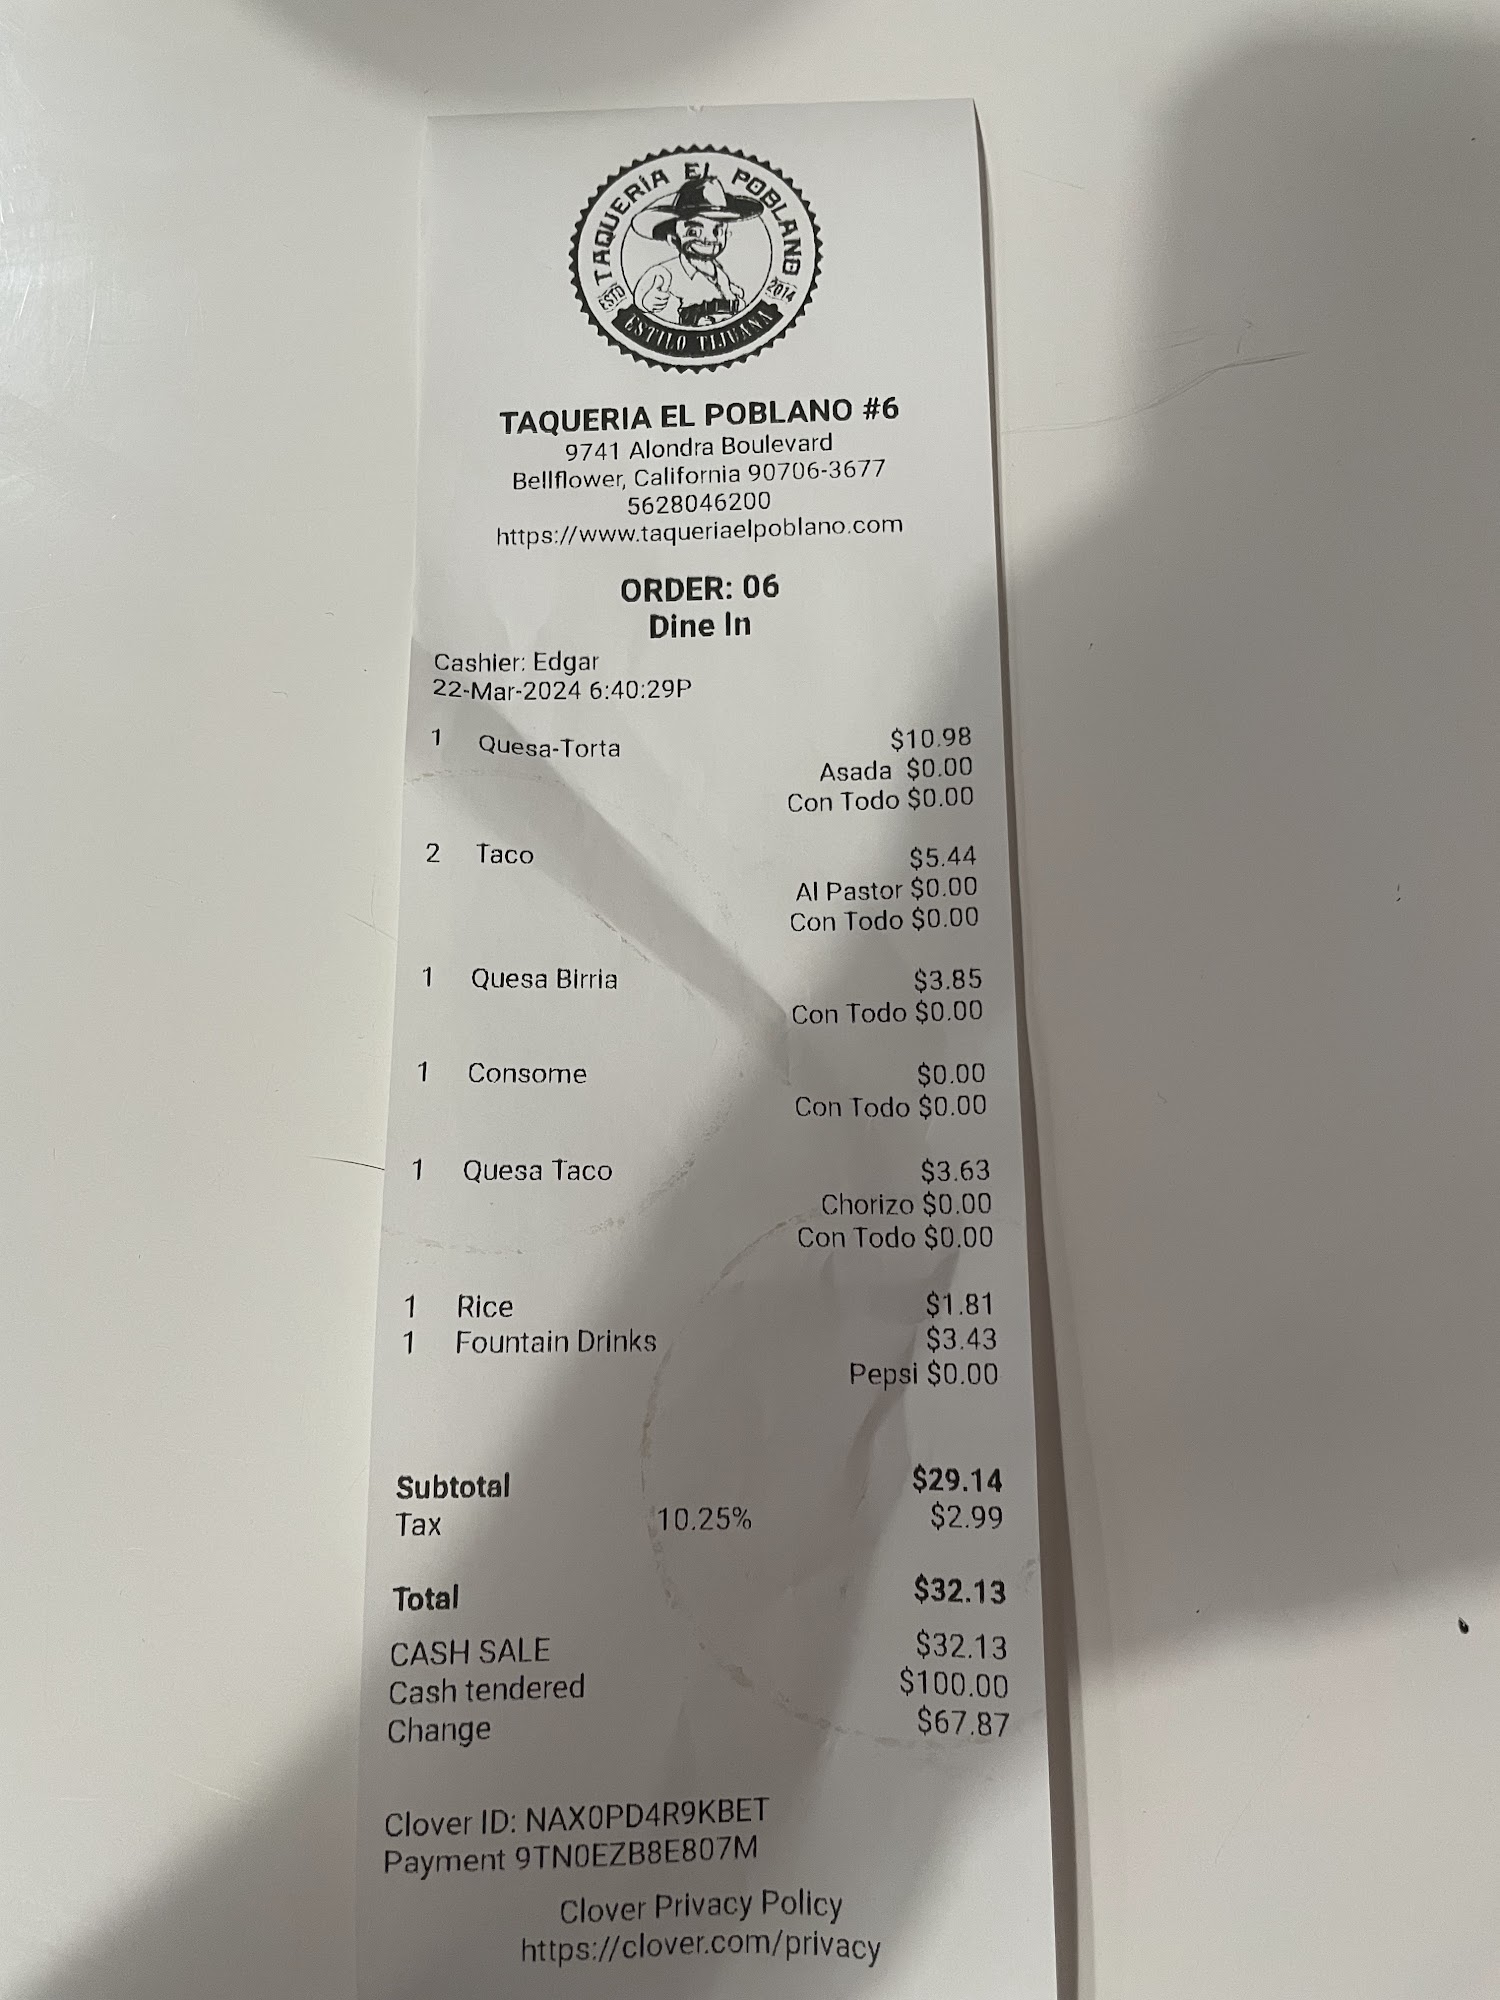 TAQUERÍA EL POBLANO
ESTD 2014
ESTILO TIJUANA
TAQUERIA EL POBLANO #6
9741 Alondra Boulevard
Bellflower, California 90706-3677
5628046200
https://www.taqueriaelpoblano.com
ORDER: 06
Dine In
Cashier: Edgar
22-Mar-2024 6:40:29P
1 Quesa-Torta $10.98
Asada $0.00
Con Todo $0.00
2 Taco $5.44
Al Pastor $0.00
Con Todo $0.00
1 Quesa Birria $3.85
Con Todo $0.00
1 Consome $0.00
Con Todo $0.00
1 Quesa Taco $3.63
Chorizo $0.00
Con Todo $0.00
1 Rice $1.81
1 Fountain Drinks $3.43
Pepsi $0.00
Subtotal $29.14
Tax 10.25% $2.99
Total $32.13
CASH SALE $32.13
Cash tendered $100.00
Change $67.87
Clover ID: NAX0PD4R9KBET
Payment 9TN0EZB8E807M
Clover Privacy Policy
https://clover.com/privacy